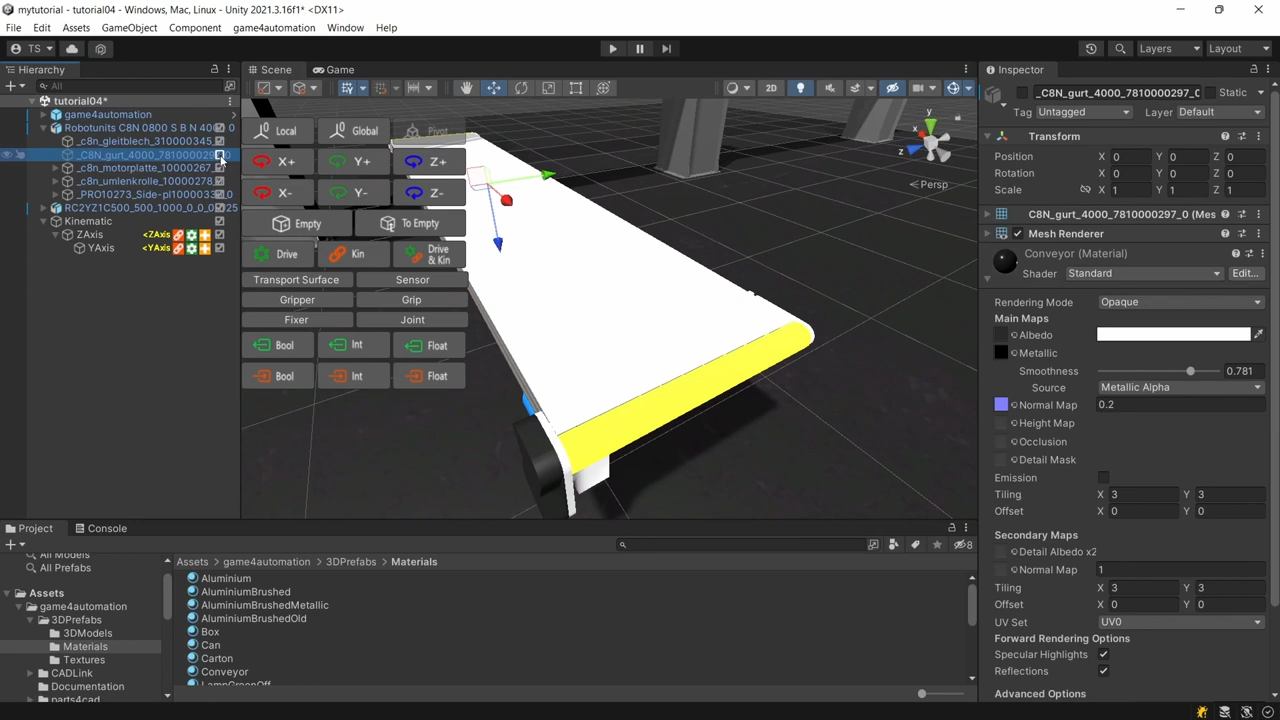 mytutorial - tutorial04 - Windows, Mac, Linux - Unity 2021.3.16f1* <DX11>
File Edit Assets GameObject Component game4automation Window Help
TS Layers Layout
Hierarchy Scene Game Inspector
All 2D
_C8N_gurt_4000_7810000297_0 Static
Tag Untagged Layer Default
tutorial04*
game4automation
Robotunits C8N 0800 S B N 40 0
_c8n_gleitblech_310000345
_C8N_gurt_4000_7810000297_0
_c8n_motorplatte_10000267
_c8n_umlenkrolle_10000278
_PRO10273_Side-pl1000033 0
RC2YZ1C500_500_1000_0_0_0 25
Kinematic
ZAxis <ZAxis
YAxis <YAxis
Local Global Pivot
X+ Y+ Z+
X- Y- Z-
Empty To Empty
Drive Kin Drive & Kin
Transport Surface Sensor
Gripper Grip
Fixer Joint
Bool Int Float
Bool Int Float
y
x
z
Persp
Transform
Position X 0 Y 0 Z 0
Rotation X 0 Y 0 Z 0
Scale X 1 Y 1 Z 1
C8N_gurt_4000_7810000297_0 (Mes
Mesh Renderer
Conveyor (Material)
Shader Standard Edit...
Rendering Mode Opaque
Main Maps
Albedo
Metallic
Smoothness 0.781
Source Metallic Alpha
Normal Map 0.2
Height Map
Occlusion
Detail Mask
Emission
Tiling X 3 Y 3
Offset X 0 Y 0
Secondary Maps
Detail Albedo x2
Normal Map 1
Tiling X 3 Y 3
Offset X 0 Y 0
UV Set UV0
Forward Rendering Options
Specular Highlights
Reflections
Advanced Options
Project Console
8
All Models
All Prefabs
Assets
game4automation
3DPrefabs
3DModels
Materials
Textures
CADLink
Documentation
parts4cad
Assets > game4automation > 3DPrefabs > Materials
Aluminium
AluminiumBrushed
AluminiumBrushedMetallic
AluminiumBrushedOld
Box
Can
Carton
Conveyor
LampGreenOff